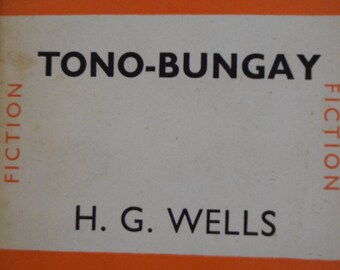 TONO-BUNGAY
FICTION
FICTION
H. G. WELLS